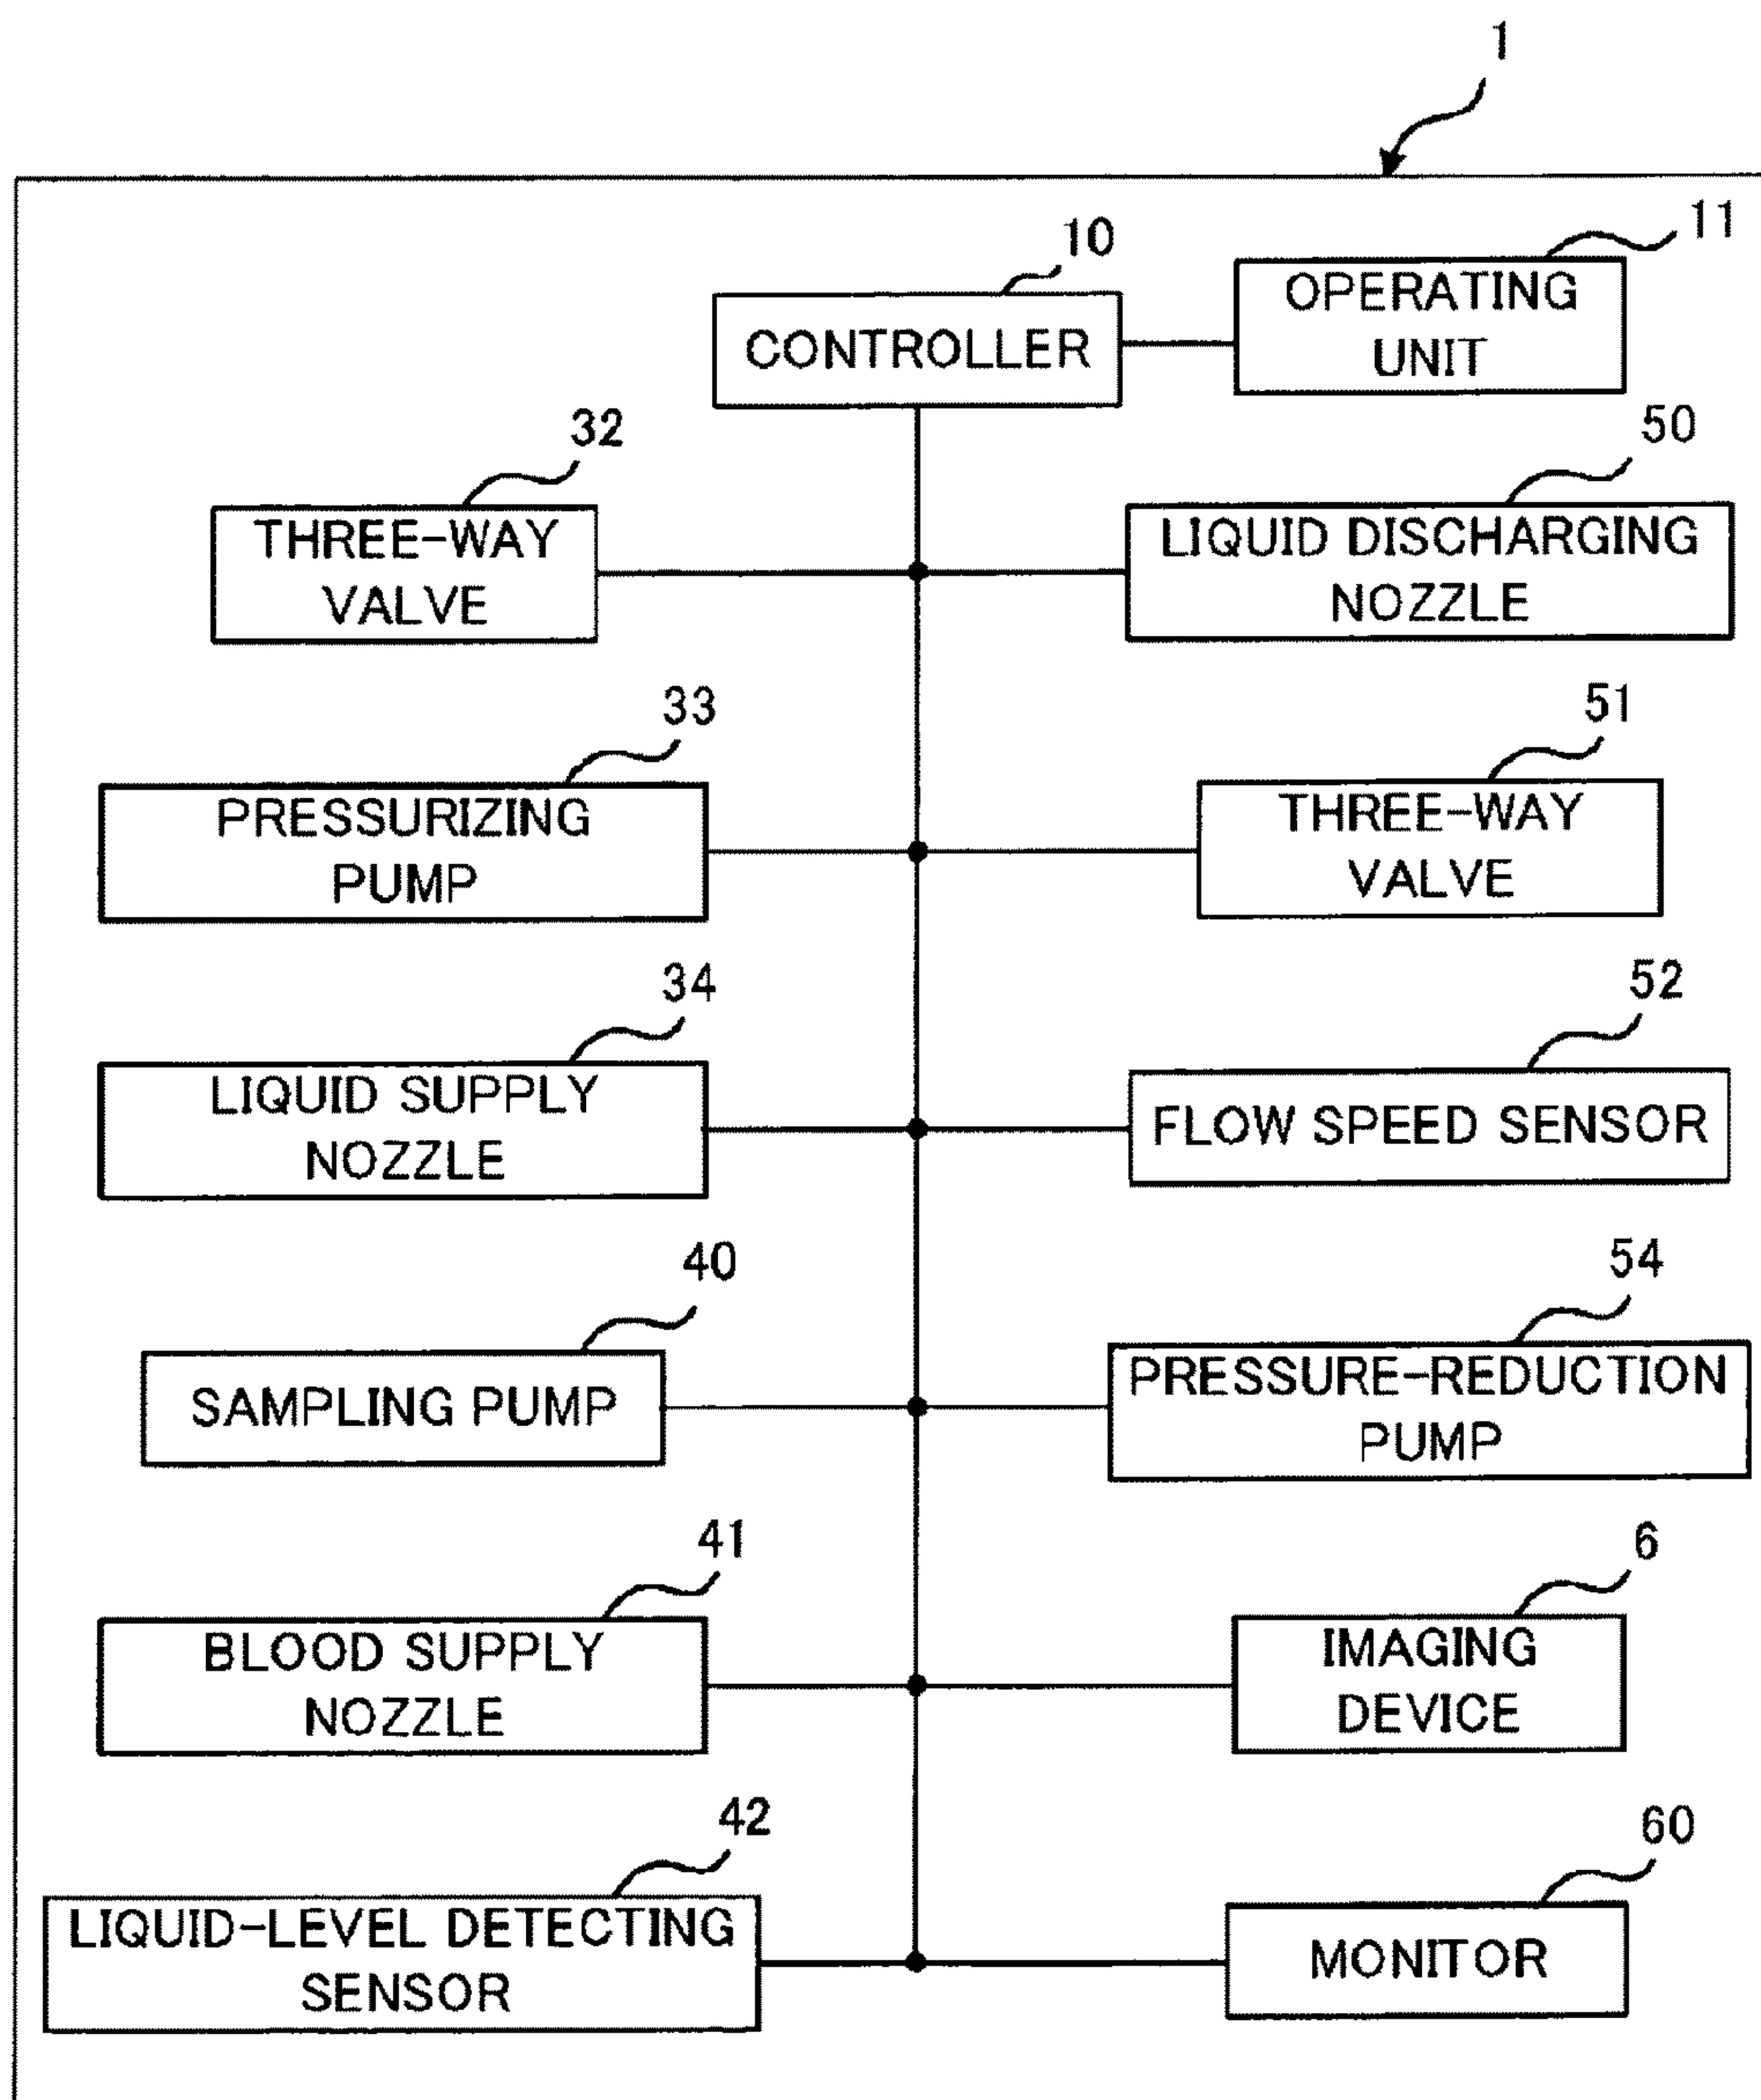 1
10
11
CONTROLLER
OPERATING
UNIT
32
50
THREE-WAY
VALVE
LIQUID DISCHARGING
NOZZLE
33
51
PRESSURIZING
PUMP
THREE-WAY
VALVE
34
52
LIQUID SUPPLY
NOZZLE
FLOW SPEED SENSOR
40
54
SAMPLING PUMP
PRESSURE-REDUCTION
PUMP
41
6
BLOOD SUPPLY
NOZZLE
IMAGING
DEVICE
42
60
LIQUID-LEVEL DETECTING
SENSOR
MONITOR